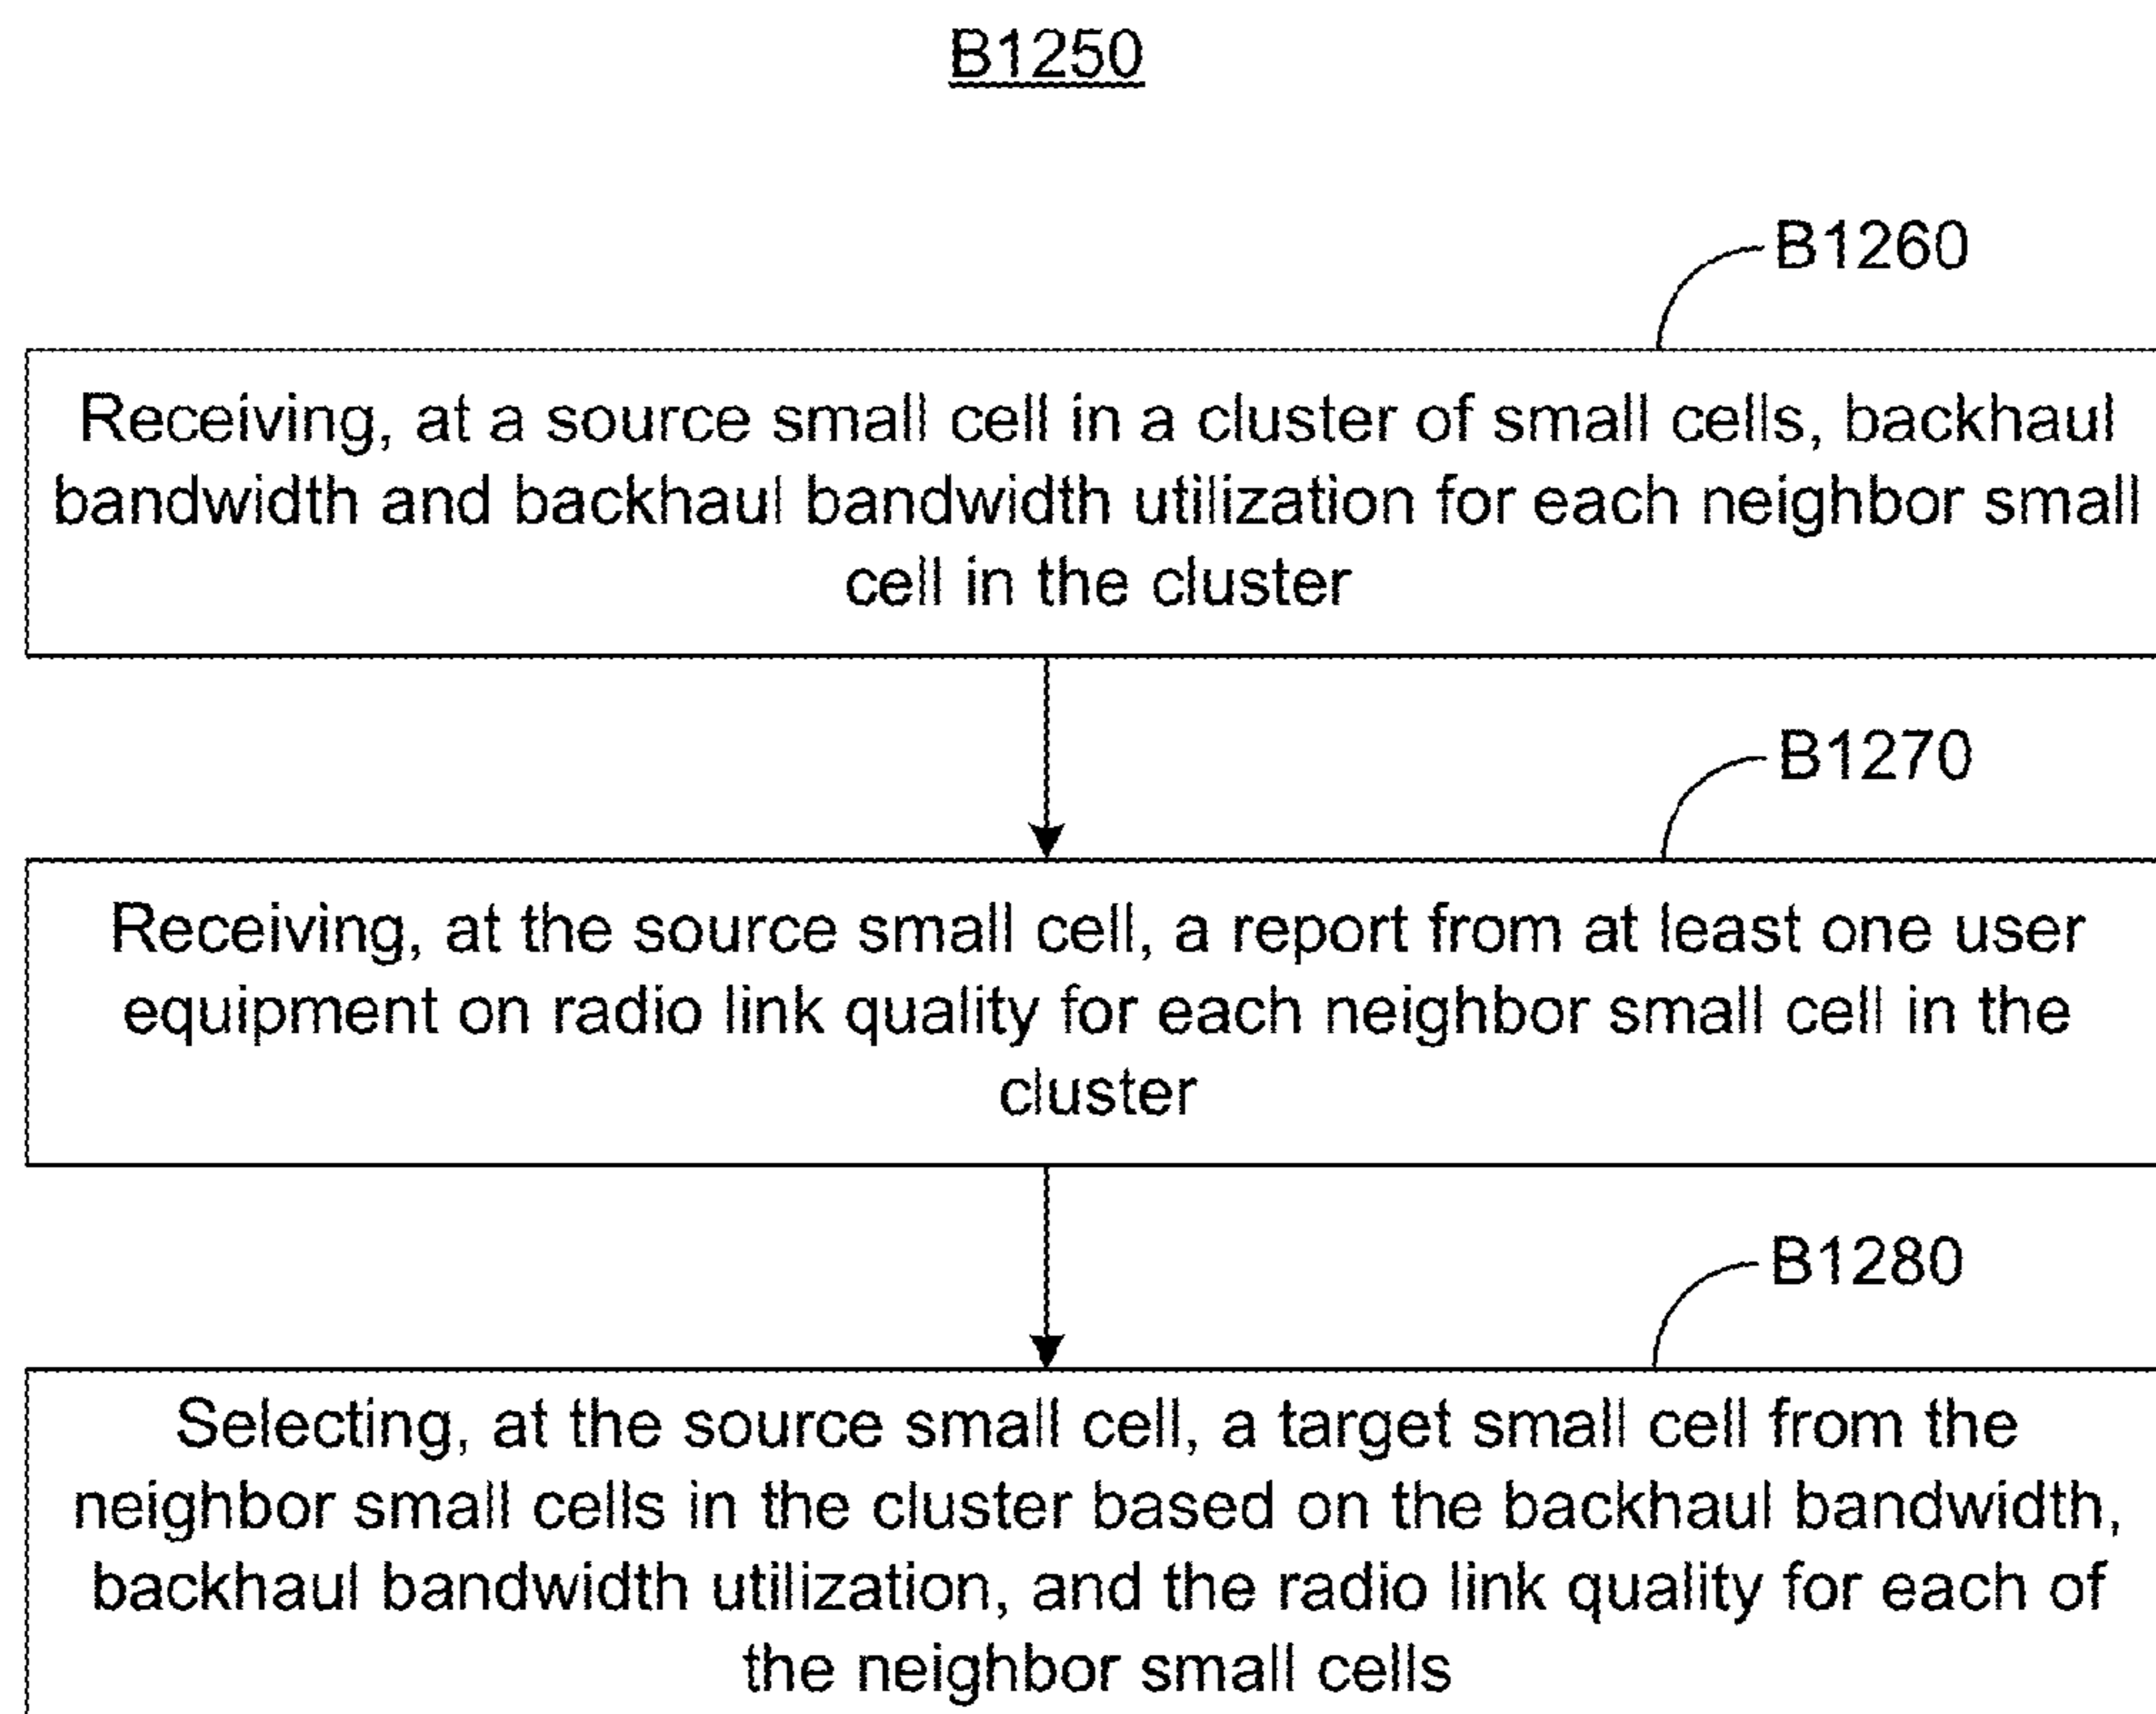 B1250
B1260
Receiving, at a source small cell in a cluster of small cells, backhaul
bandwidth and backhaul bandwidth utilization for each neighbor small
cell in the cluster
B1270
Receiving, at the source small cell, a report from at least one user
equipment on radio link quality for each neighbor small cell in the
cluster
B1280
Selecting, at the source small cell, a target small cell from the
neighbor small cells in the cluster based on the backhaul bandwidth,
backhaul bandwidth utilization, and the radio link quality for each of
the neighbor small cells